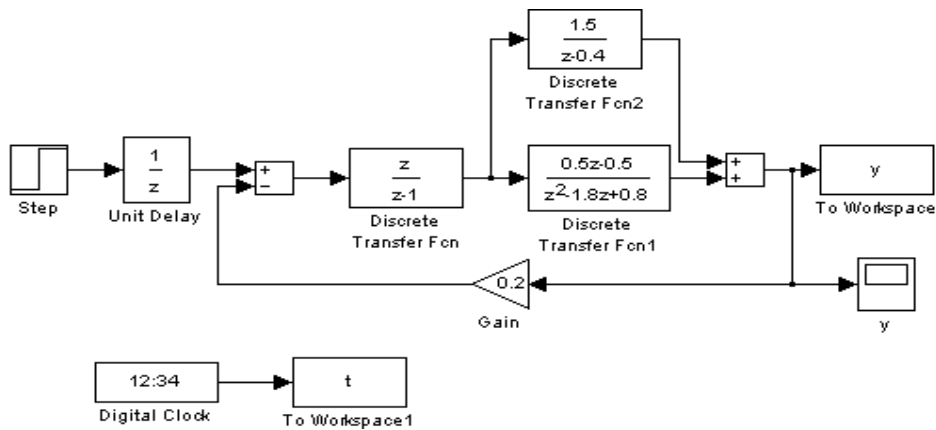 1.5
z-0.4
Discrete
Transfer Fcn2
Step
1
z
Unit Delay
+
−
z
z-1
Discrete
Transfer Fcn
0.5z-0.5
z²-1.8z+0.8
Discrete
Transfer Fcn1
+
+
y
To Workspace
0.2
Gain
y
12:34
Digital Clock
t
To Workspace1